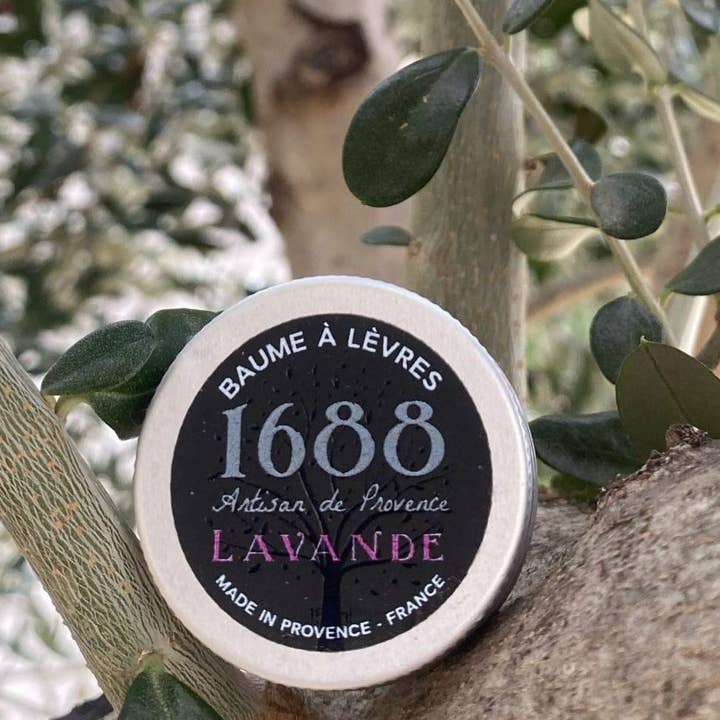 BAUME À LÈVRES
1688
Artisan de Provence
LAVANDE
MADE IN PROVENCE - FRANCE